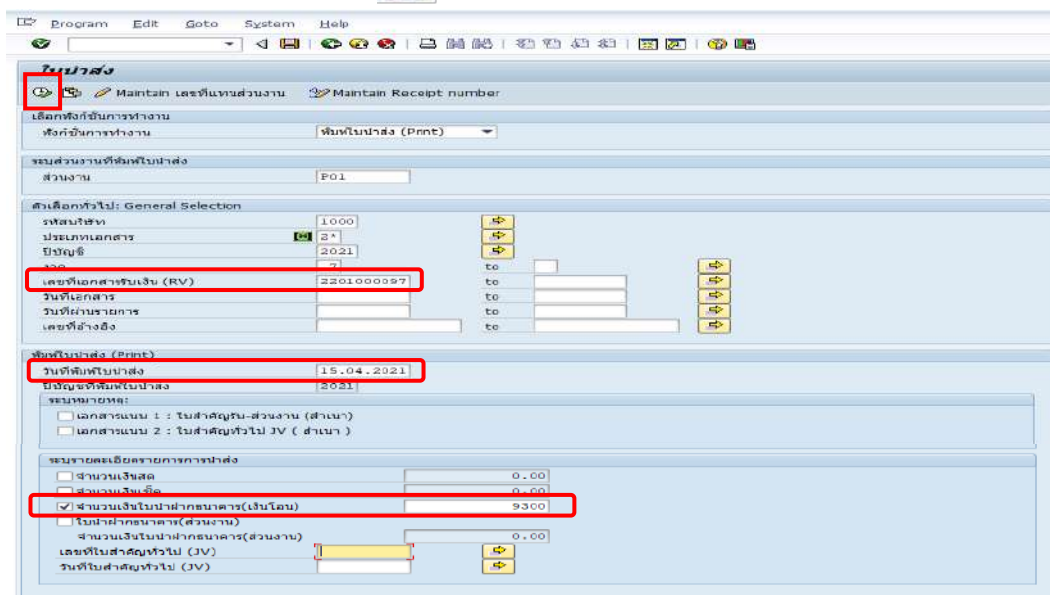 Program Edit Goto System Help
ใบนำส่ง
Maintain เลขที่แทนส่วนงาน Maintain Receipt number
เลือกฟังก์ชั่นการทำงาน
ฟังก์ชั่นการทำงาน พิมพ์ใบนำส่ง (Print)
ระบุส่วนงานที่พิมพ์ใบนำส่ง
ส่วนงาน P01
ตัวเลือกทั่วไป: General Selection
รหัสบริษัท 1000
ประเภทเอกสาร 2*
ปีบัญชี 2021
งวด 7 to
เลขที่เอกสารรับเงิน (RV) 2201000097 to
วันที่เอกสาร to
วันที่ผ่านรายการ to
เลขที่อ้างอิง to
พิมพ์ใบนำส่ง (Print)
วันที่พิมพ์ใบนำส่ง 15.04.2021
ปีบัญชีที่พิมพ์ใบนำส่ง 2021
ระบุหมายเหตุ:
เอกสารแนบ 1 : ใบสำคัญรับ-ส่วนงาน (สำเนา)
เอกสารแนบ 2 : ใบสำคัญทั่วไป JV ( สำเนา )
ระบุรายละเอียดรายการการนำส่ง
จำนวนเงินสด 0.00
จำนวนเงินเช็ค 0.00
จำนวนเงินใบนำฝากธนาคาร(เงินโอน) 9300
ใบนำฝากธนาคาร(ส่วนงาน)
จำนวนเงินใบนำฝากธนาคาร(ส่วนงาน) 0.00
เลขที่ใบสำคัญทั่วไป (JV)
วันที่ใบสำคัญทั่วไป (JV)